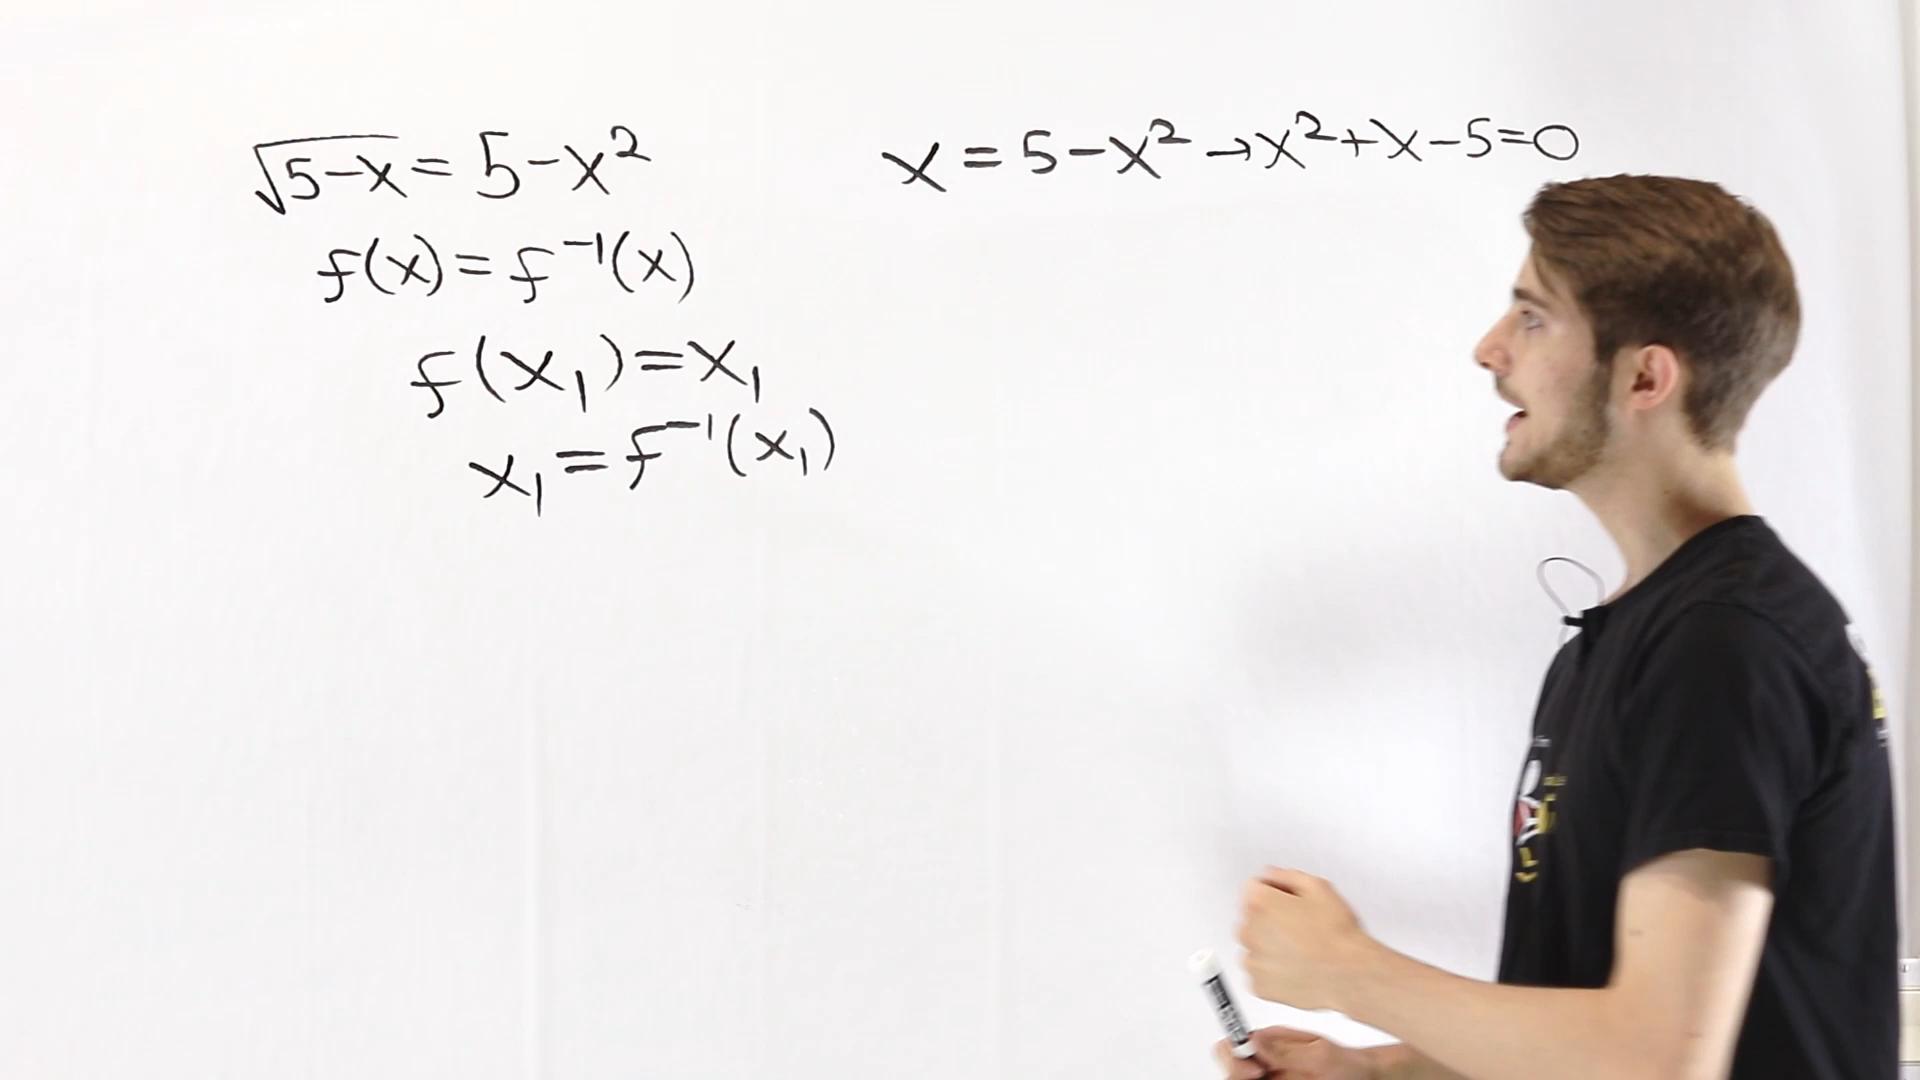 √(5-x) = 5-x²
f(x) = f⁻¹(x)
f(x₁) = x₁
x₁ = f⁻¹(x₁)
x = 5-x² → x²+x-5=0